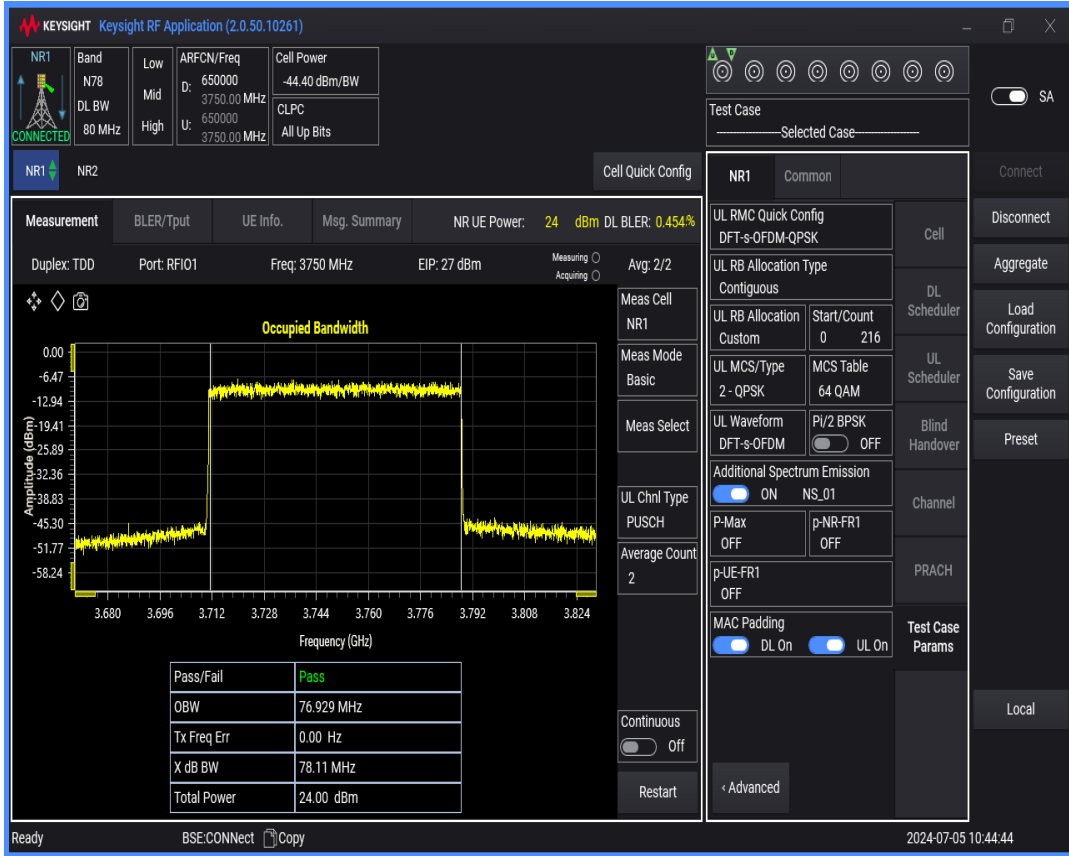 KEYSIGHT Keysight RF Application (2.0.50.10261)
NR1
CONNECTED
Band
N78
DL BW
80 MHz
Low
Mid
High
ARFCN/Freq
D: 650000
3750.00 MHz
U: 650000
3750.00 MHz
Cell Power
-44.40 dBm/BW
CLPC
All Up Bits
Test Case
Selected Case
SA
NR1 NR2 Cell Quick Config
Measurement BLER/Tput UE Info. Msg. Summary NR UE Power: 24 dBm DL BLER: 0.454%
Duplex: TDD Port: RFIO1 Freq: 3750 MHz EIP: 27 dBm Measuring Acquiring Avg: 2/2
Occupied Bandwidth
Amplitude (dBm)
0.00
-6.47
-12.94
-19.41
-25.89
-32.36
-38.83
-45.30
-51.77
-58.24
3.680 3.696 3.712 3.728 3.744 3.760 3.776 3.792 3.808 3.824
Frequency (GHz)
Pass/Fail Pass
OBW 76.929 MHz
Tx Freq Err 0.00 Hz
X dB BW 78.11 MHz
Total Power 24.00 dBm
Meas Cell
NR1
Meas Mode
Basic
Meas Select
UL Chnl Type
PUSCH
Average Count
2
Continuous
Off
Restart
NR1 Common
UL RMC Quick Config
DFT-s-OFDM-QPSK
UL RB Allocation Type
Contiguous
UL RB Allocation
Custom
Start/Count
0 216
UL MCS/Type
2 - QPSK
MCS Table
64 QAM
UL Waveform
DFT-s-OFDM
Pi/2 BPSK
OFF
Additional Spectrum Emission
ON NS_01
P-Max
OFF
p-NR-FR1
OFF
p-UE-FR1
OFF
MAC Padding
DL On UL On
‹ Advanced
Cell
DL
Scheduler
UL
Scheduler
Blind
Handover
Channel
PRACH
Test Case
Params
Connect
Disconnect
Aggregate
Load
Configuration
Save
Configuration
Preset
Local
Ready BSE:CONNect Copy 2024-07-05 10:44:44